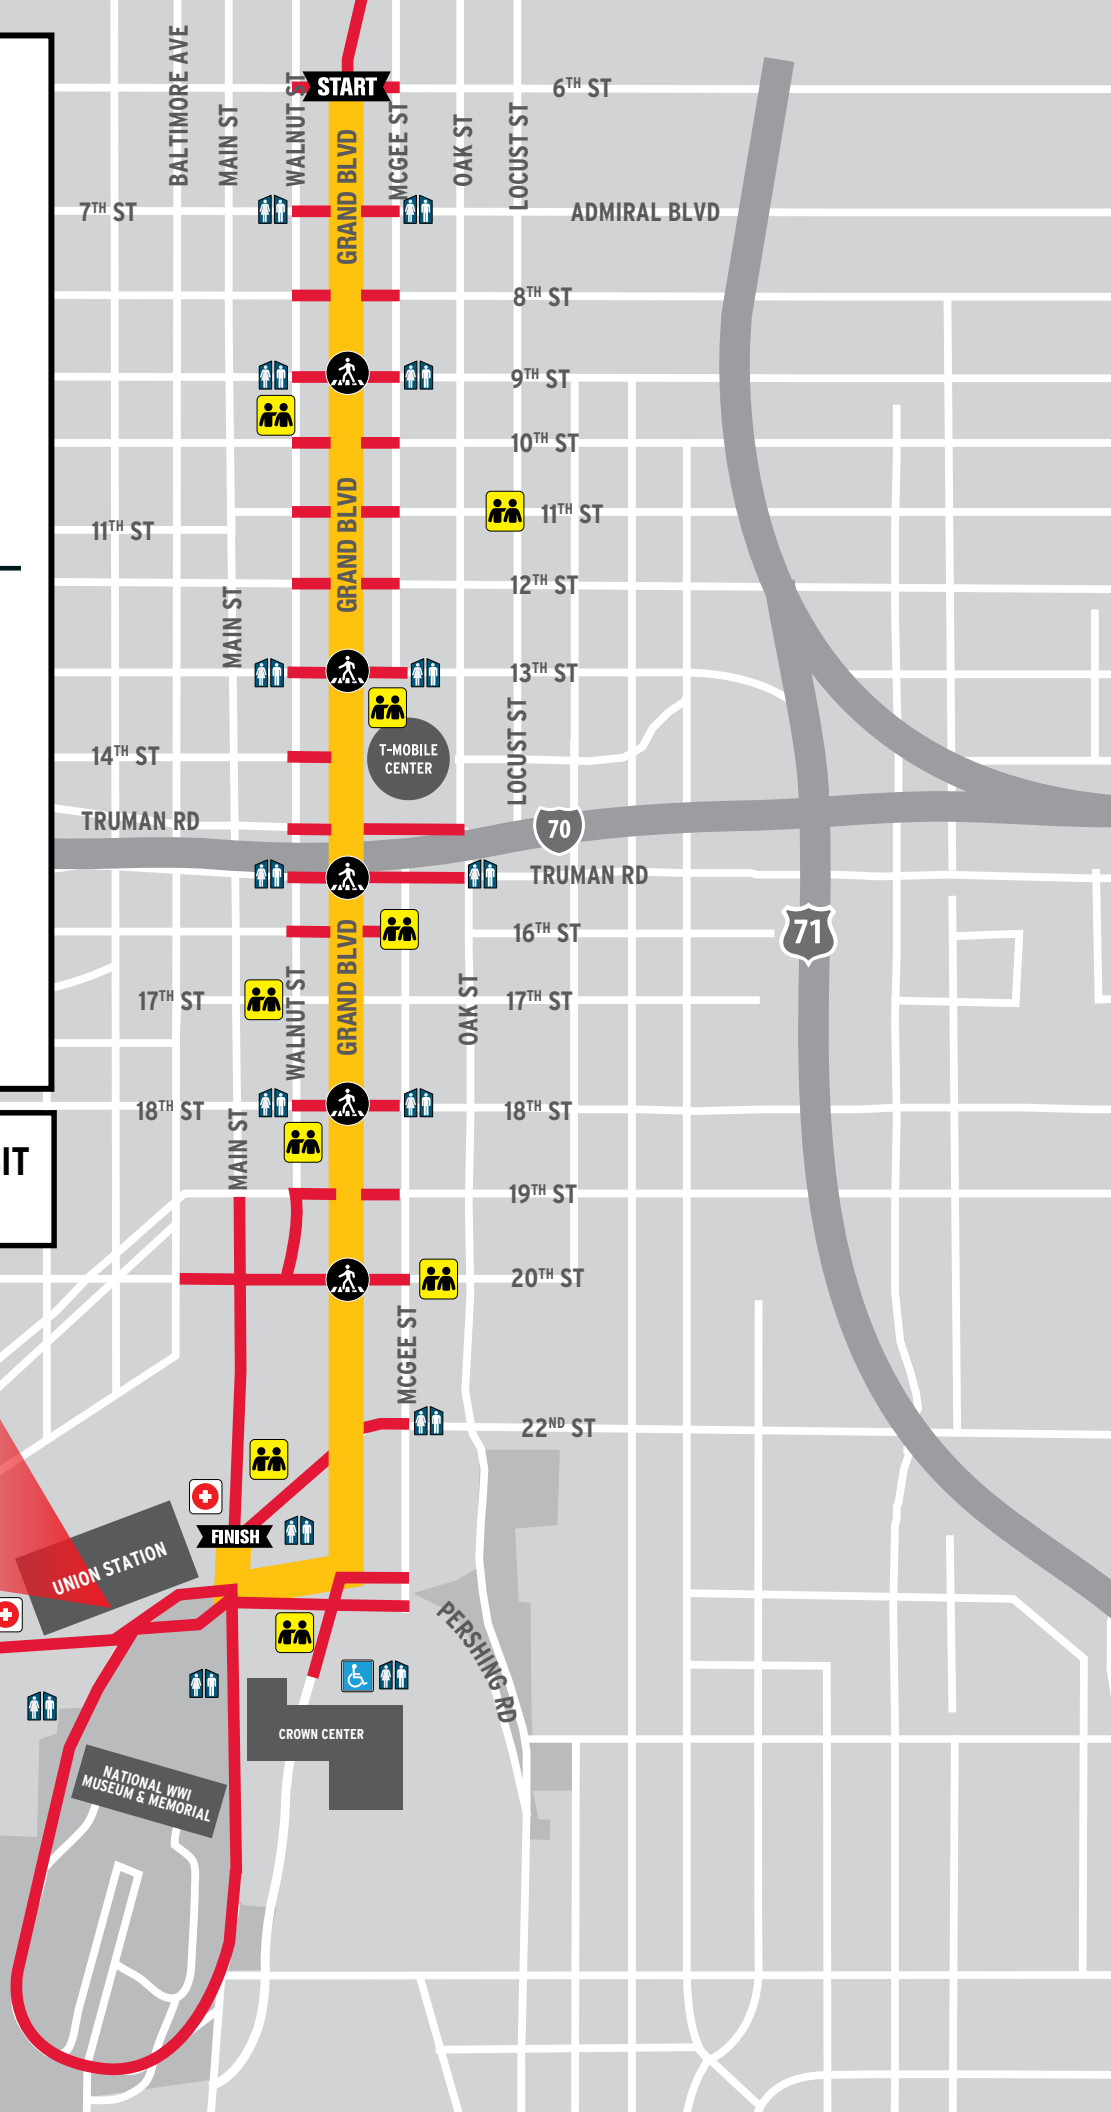 BALTIMORE AVE
MAIN ST
WALNUT ST
START
MCGEE ST
OAK ST
LOCUST ST
6TH ST
GRAND BLVD
7TH ST
ADMIRAL BLVD
8TH ST
9TH ST
10TH ST
GRAND BLVD
11TH ST
11TH ST
12TH ST
MAIN ST
13TH ST
LOCUST ST
14TH ST
T-MOBILE
CENTER
TRUMAN RD
70
TRUMAN RD
71
GRAND BLVD
16TH ST
WALNUT ST
OAK ST
17TH ST
17TH ST
18TH ST
18TH ST
MAIN ST
IT
19TH ST
20TH ST
MCGEE ST
22ND ST
FINISH
UNION STATION
PERSHING RD
CROWN CENTER
NATIONAL WWI
MUSEUM & MEMORIAL